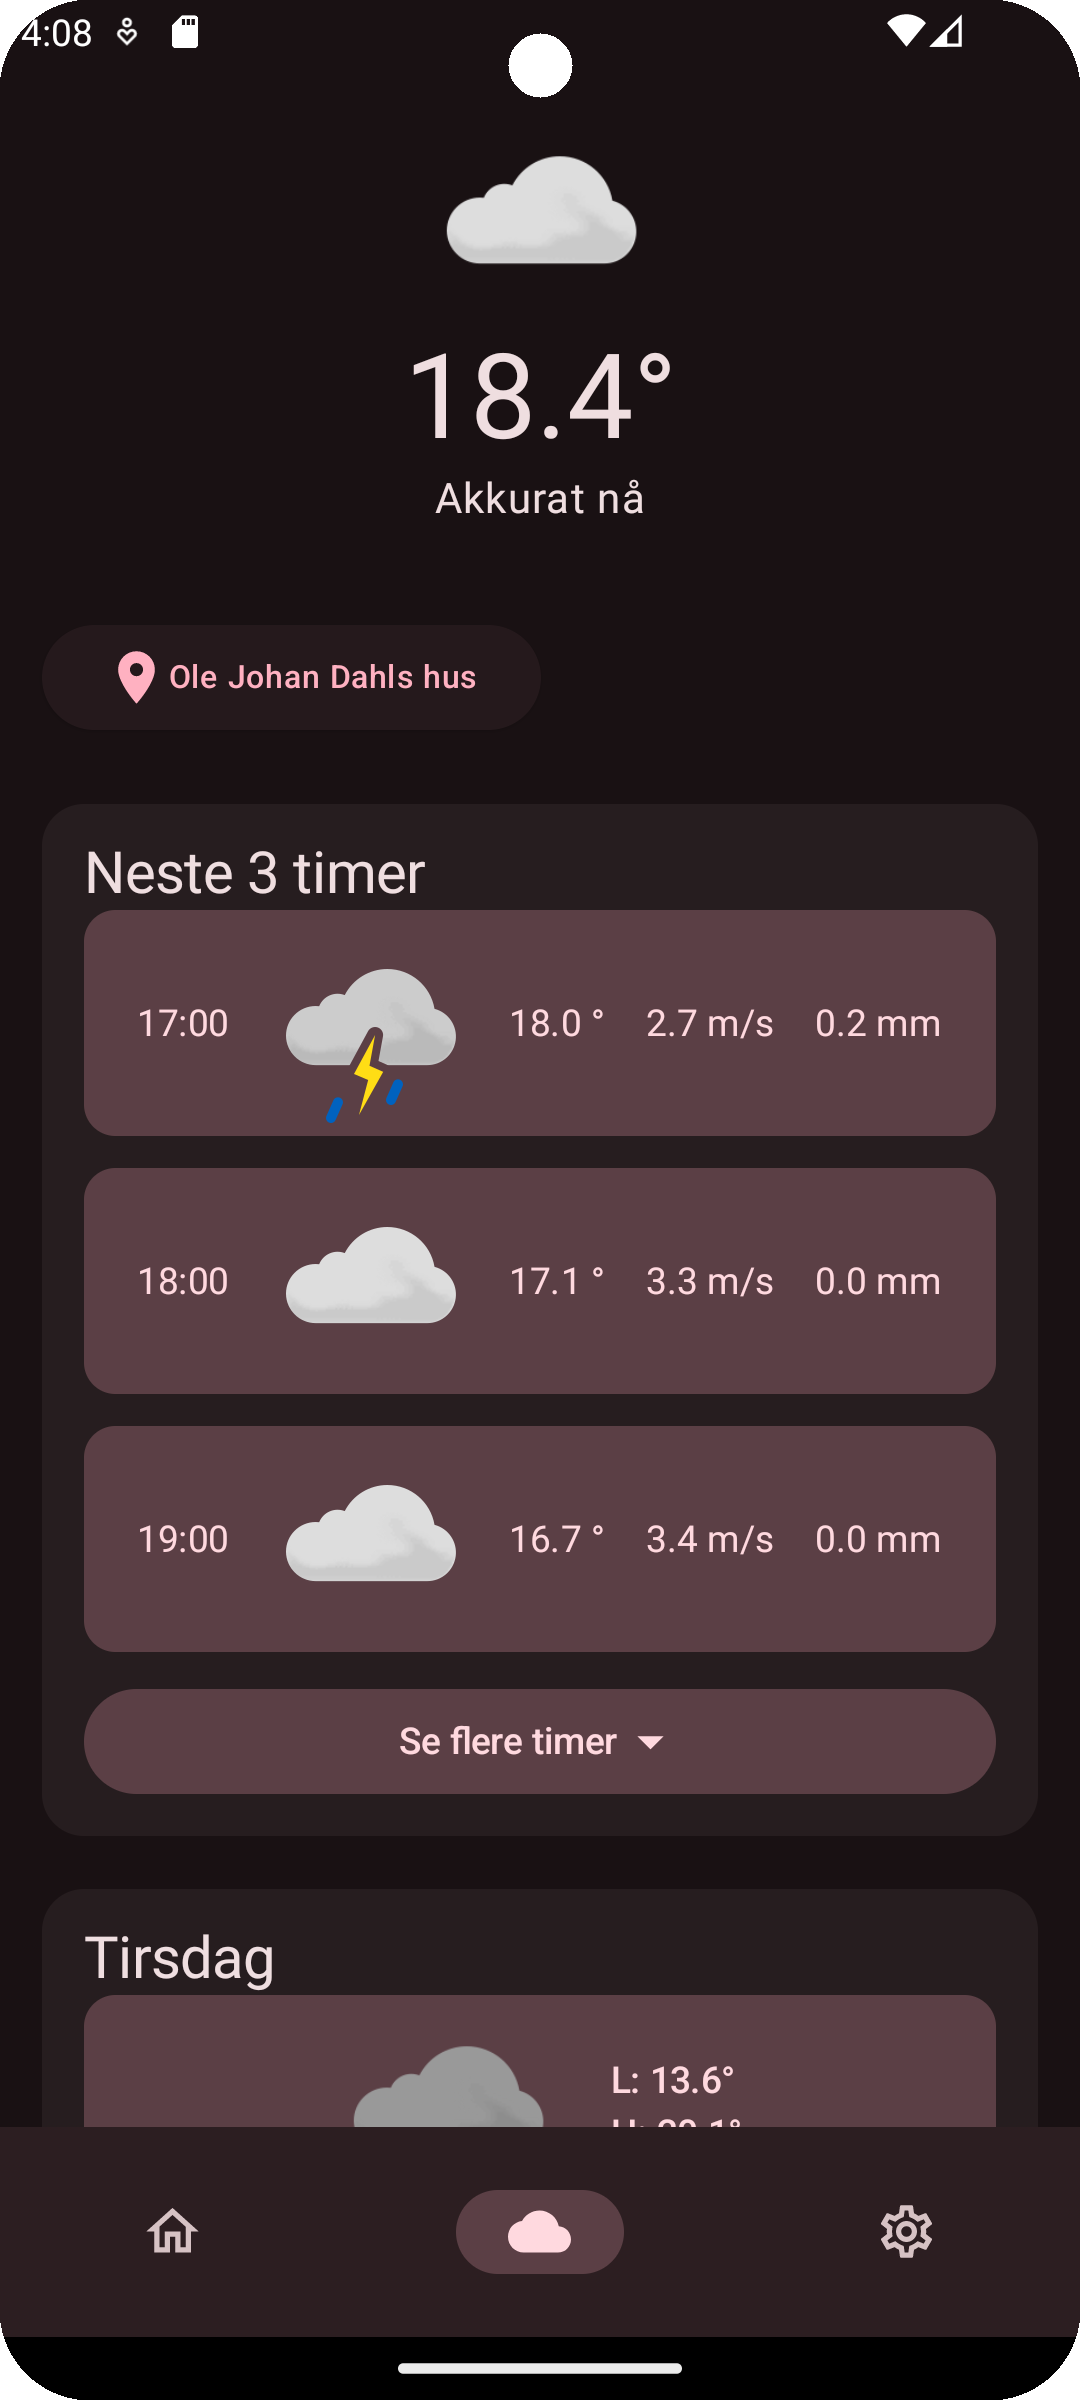 4:08
18.4°
Akkurat nå
Ole Johan Dahls hus
Neste 3 timer
17:00 18.0 ° 2.7 m/s 0.2 mm
18:00 17.1 ° 3.3 m/s 0.0 mm
19:00 16.7 ° 3.4 m/s 0.0 mm
Se flere timer
Tirsdag
L: 13.6°